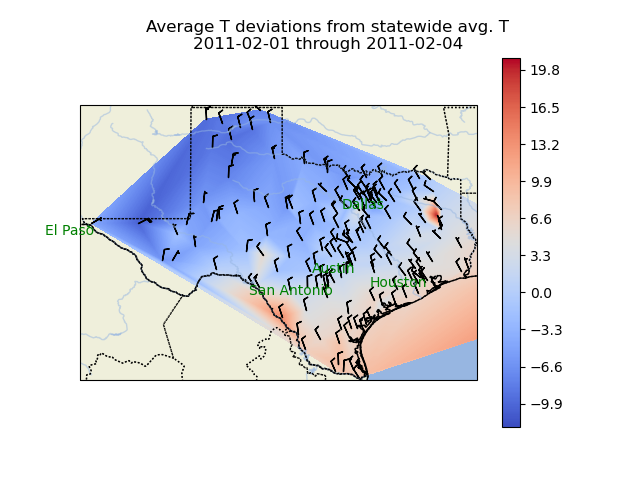 Average T deviations from statewide avg. T
2011-02-01 through 2011-02-04
19.8
16.5
13.2
9.9
6.6
3.3
0.0
−3.3
−6.6
−9.9
Dallas
El Paso
Austin
Houston
San Antonio